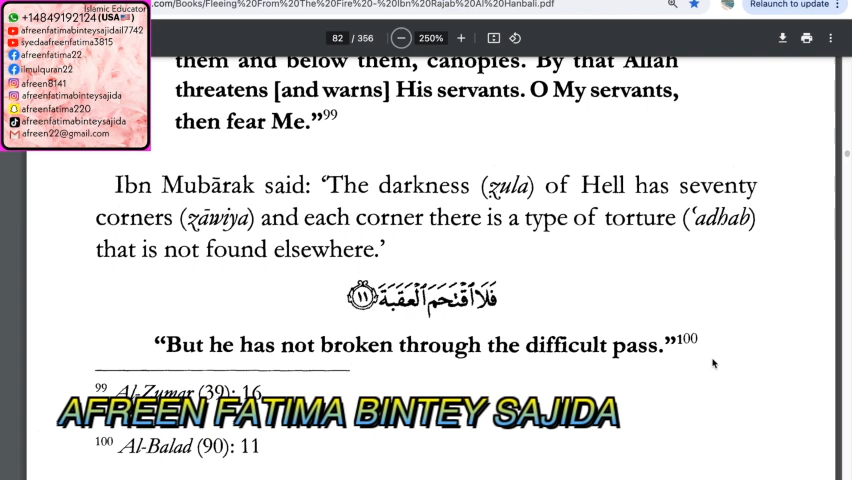 Islamic Educator
+14849192124 (USA🇺🇸)
afreenfatimabinteysajidall7742
syedaafreenfatima3815
afreenfatima22
ilmulquran22
afreen8141
afreenfatimabinteysajida
afreenfatima220
afreenfatimabinteysajida
afreen22@gmail.com
.com/Books/Fleeing%20From%20The%20Fire%20-%20Ibn%20Rajab%20Al%20Hanbali.pdf
Relaunch to update
82 / 356
250%
them and below them, canopies. By that Allah
threatens [and warns] His servants. O My servants,
then fear Me.”99
Ibn Mubārak said: ‘The darkness (ẓula) of Hell has seventy
corners (ẓāwiya) and each corner there is a type of torture (‘adhab)
that is not found elsewhere.’
فَلَا ٱقْتَحَمَ ٱلْعَقَبَةَ ١١
“But he has not broken through the difficult pass.”100
99 Al-Zumar (39): 16
AFREEN FATIMA BINTEY SAJIDA
100 Al-Balad (90): 11